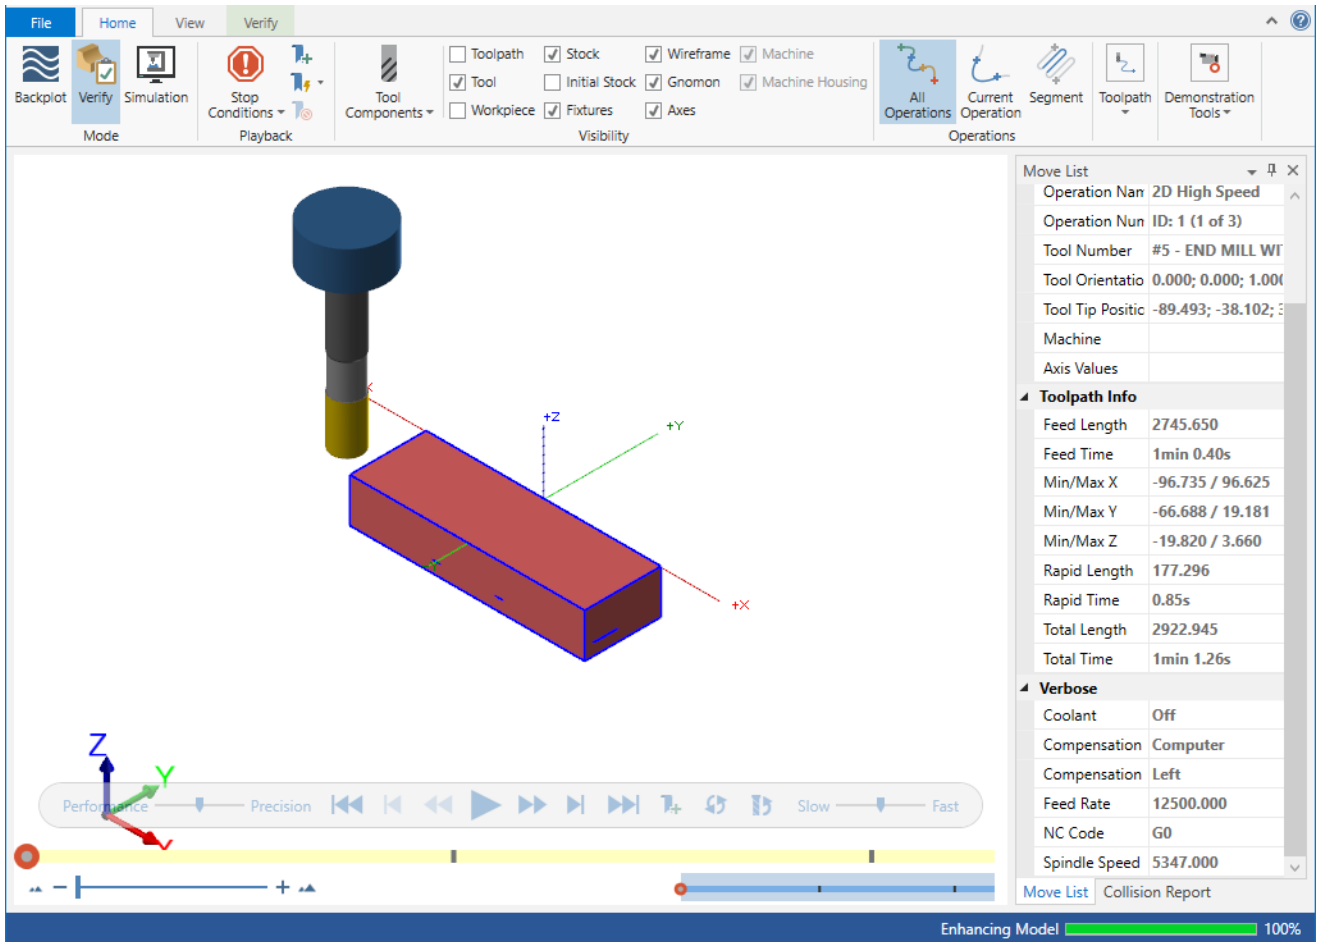 File Home View Verify
Toolpath Stock Wireframe Machine
Tool Initial Stock Gnomon Machine Housing
Workpiece Fixtures Axes
Backplot Verify Simulation
Stop Conditions
Tool Components
All Operations
Current Operation
Segment
Toolpath
Demonstration Tools
Mode Playback Visibility Operations
Move List
Operation Nam 2D High Speed
Operation Nun ID: 1 (1 of 3)
Tool Number #5 - END MILL WI
Tool Orientatio 0.000; 0.000; 1.000
Tool Tip Positic -89.493; -38.102; 3
Machine
Axis Values
Toolpath Info
Feed Length 2745.650
Feed Time 1min 0.40s
Min/Max X -96.735 / 96.625
Min/Max Y -66.688 / 19.181
Min/Max Z -19.820 / 3.660
Rapid Length 177.296
Rapid Time 0.85s
Total Length 2922.945
Total Time 1min 1.26s
Verbose
Coolant Off
Compensation Computer
Compensation Left
Feed Rate 12500.000
NC Code G0
Spindle Speed 5347.000
Move List Collision Report
+Z
+Y
+X
Z
Y
Performance Precision Slow Fast
Enhancing Model 100%